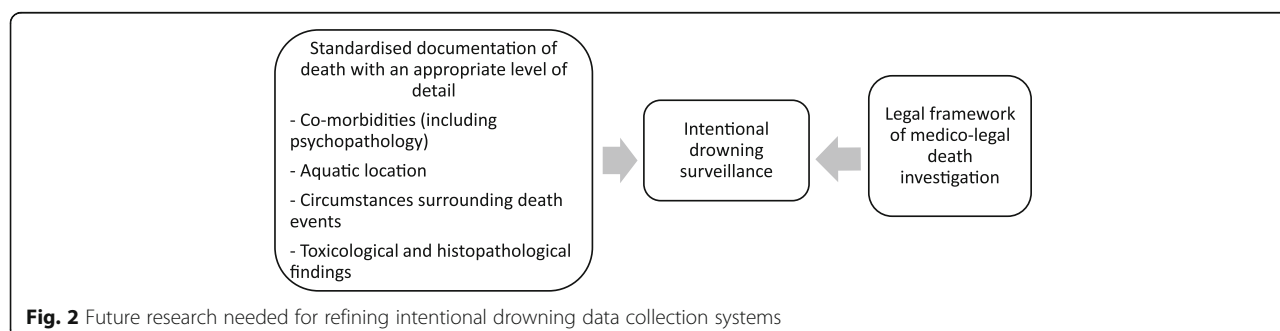 Standardised documentation of
death with an appropriate level of
detail
- Co-morbidities (including
psychopathology)
- Aquatic location
- Circumstances surrounding death
events
- Toxicological and histopathological
findings
Intentional
drowning
surveillance
Legal framework
of medico-legal
death
investigation
Fig. 2 Future research needed for refining intentional drowning data collection systems